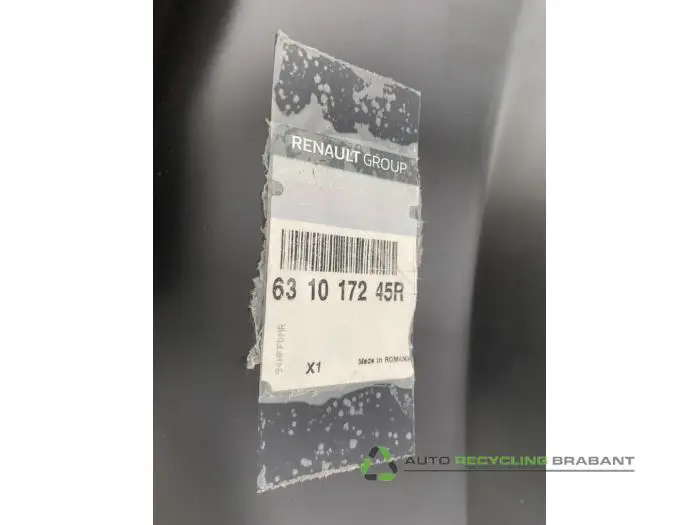 RENAULT GROUP
63 10 172 45R
X1
Made in ROMANIA
AUTO RECYCLING BRABANT